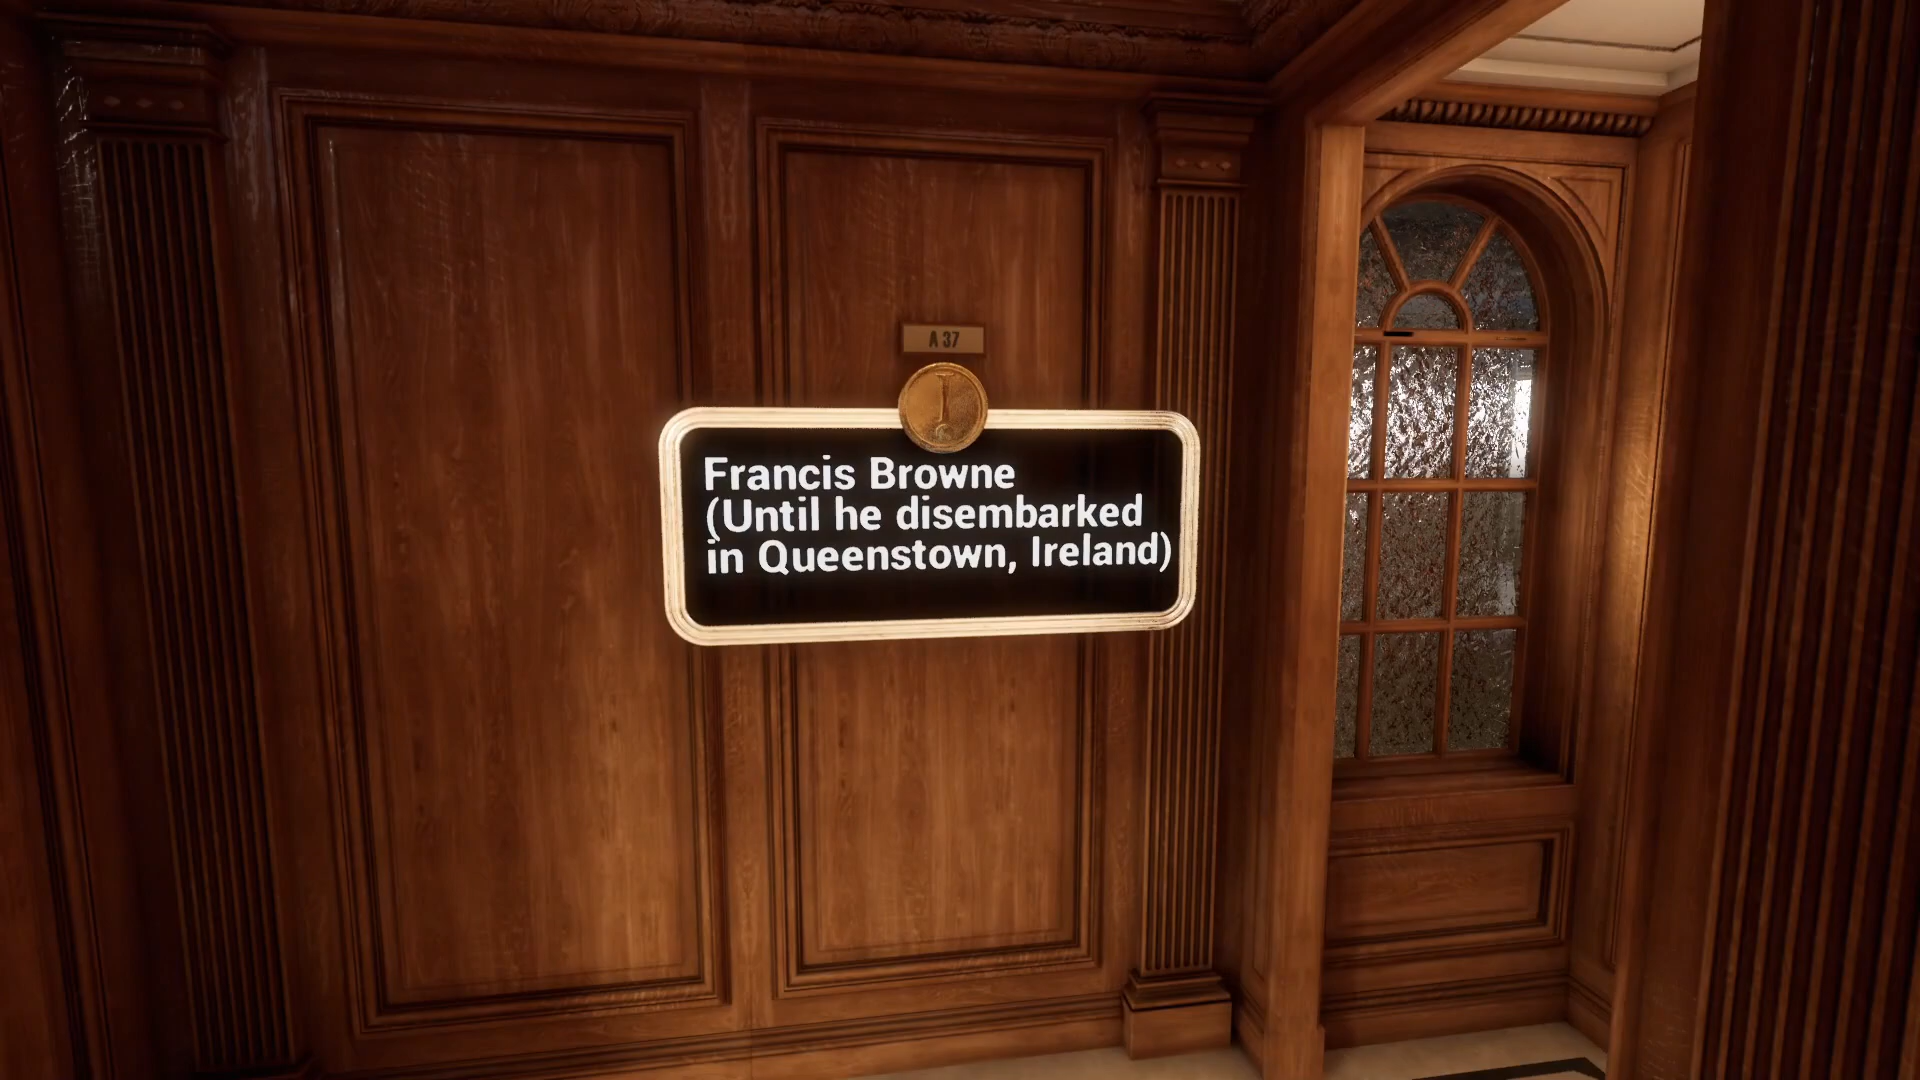 A 37
Francis Browne
(Until he disembarked
in Queenstown, Ireland)